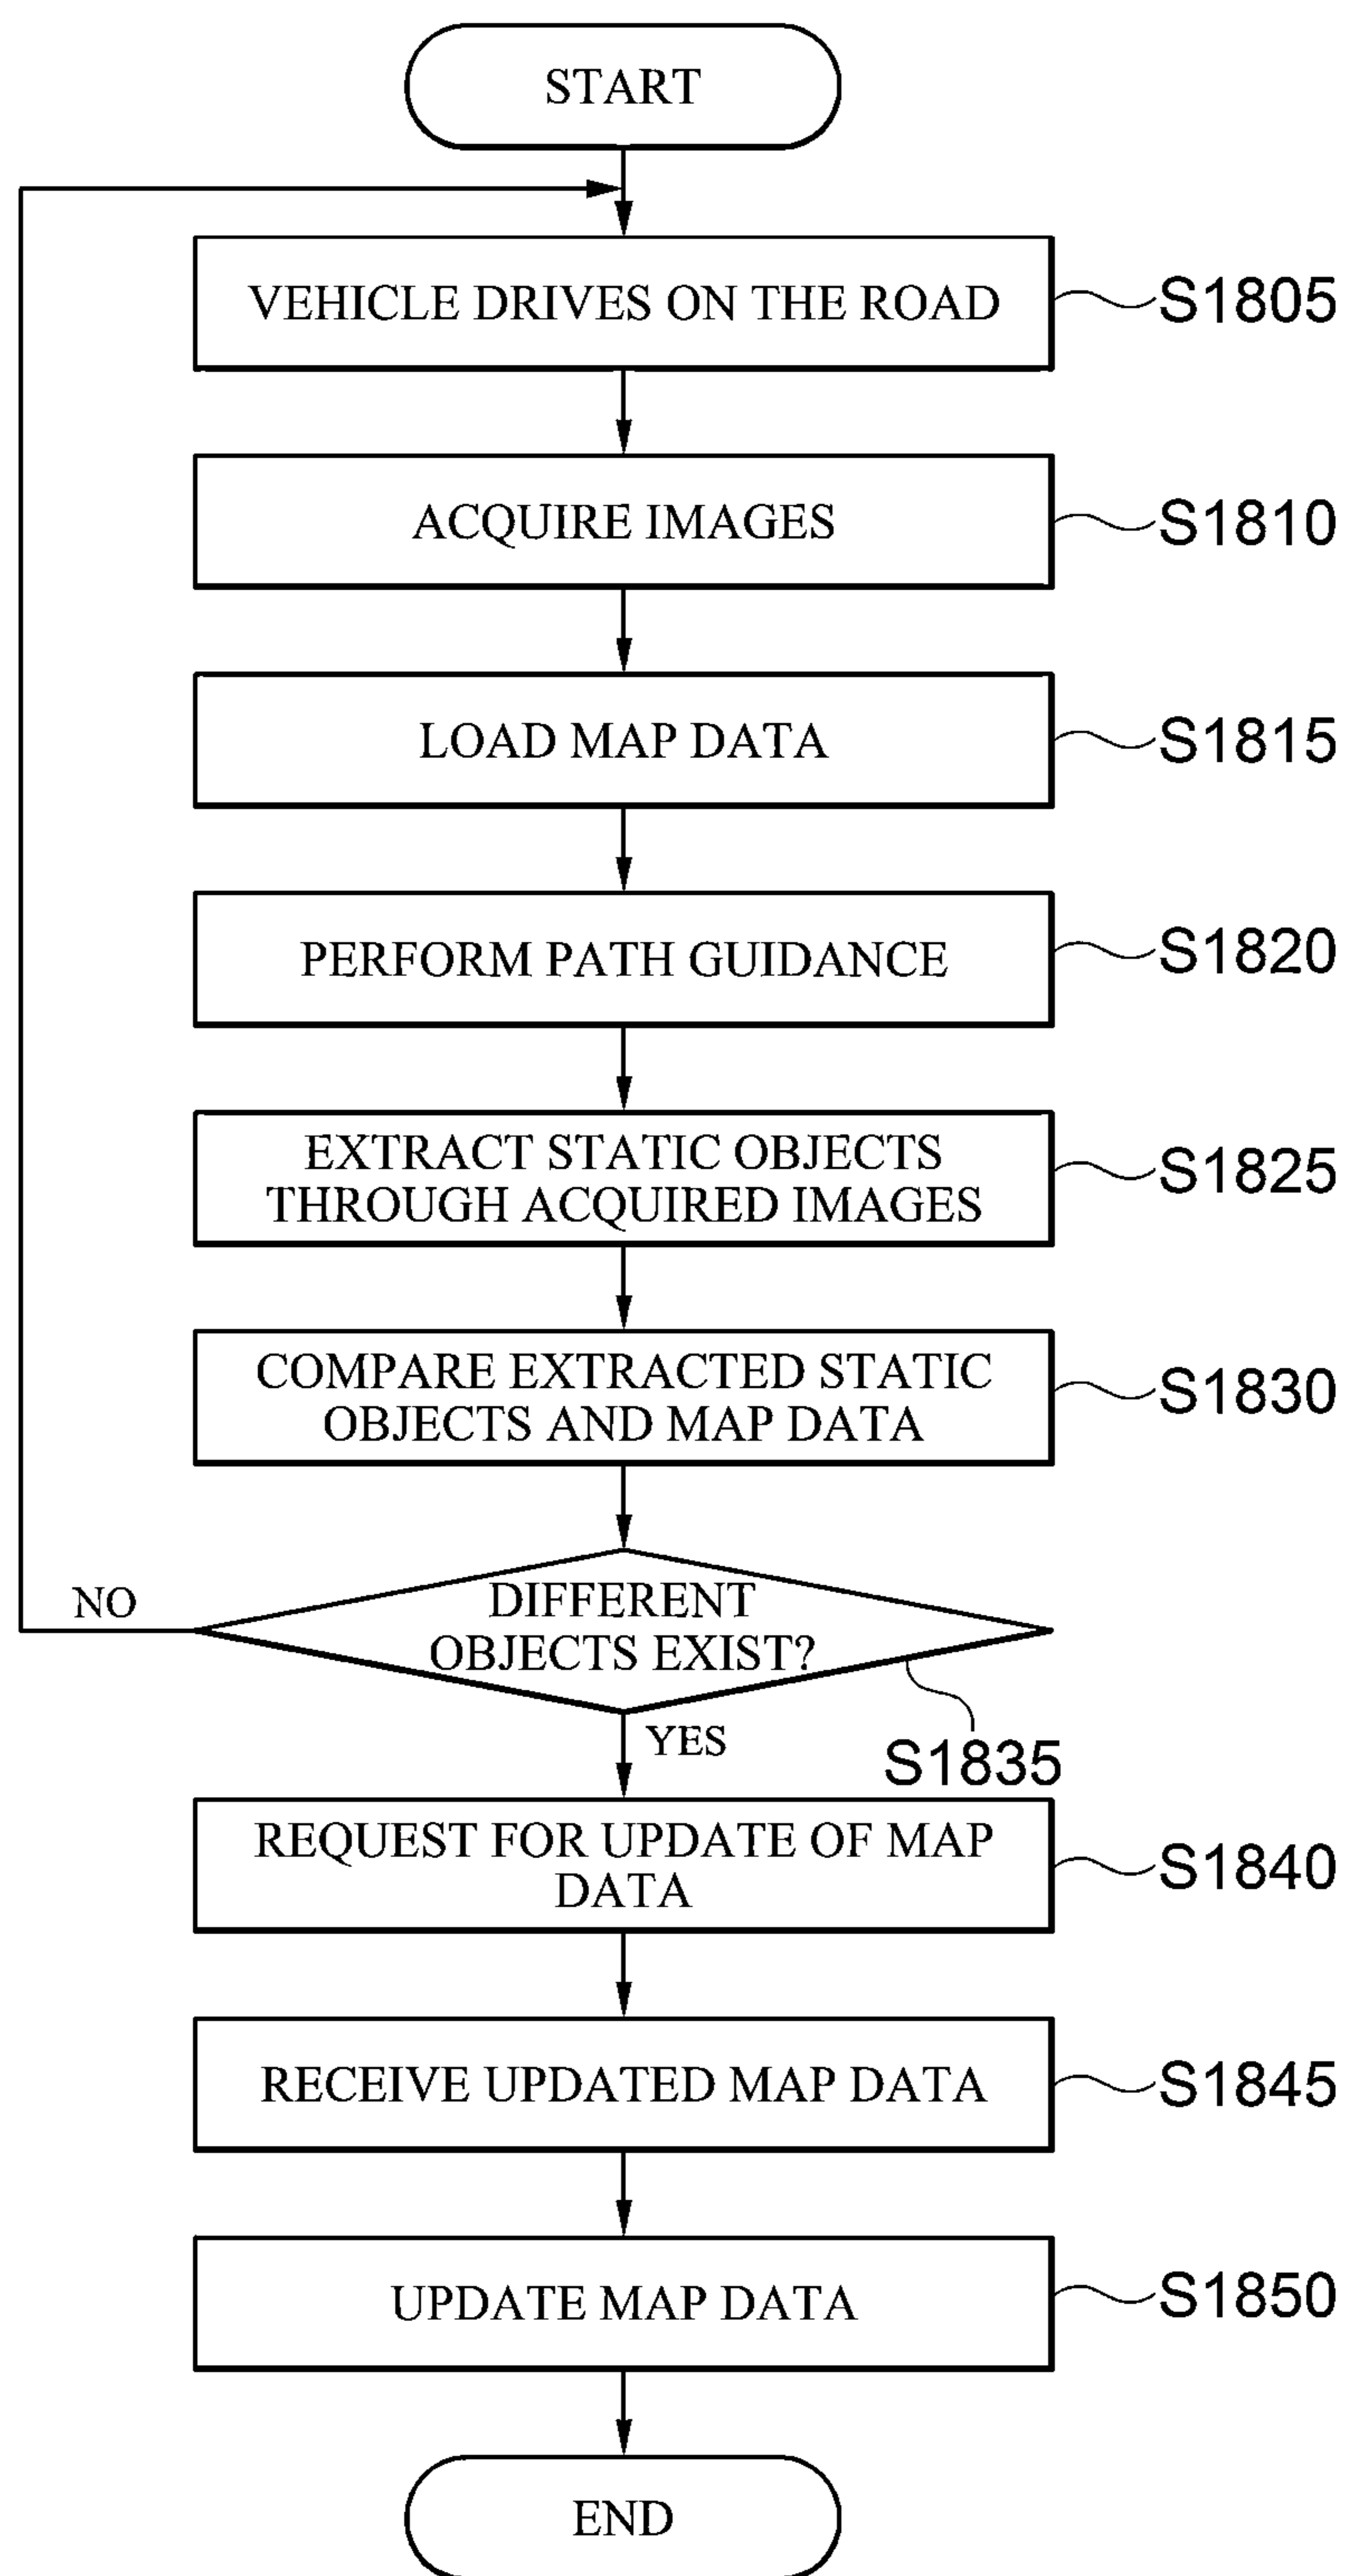 START
VEHICLE DRIVES ON THE ROAD
S1805
ACQUIRE IMAGES
S1810
LOAD MAP DATA
S1815
PERFORM PATH GUIDANCE
S1820
EXTRACT STATIC OBJECTS
THROUGH ACQUIRED IMAGES
S1825
COMPARE EXTRACTED STATIC
OBJECTS AND MAP DATA
S1830
NO
DIFFERENT
OBJECTS EXIST?
YES
S1835
REQUEST FOR UPDATE OF MAP
DATA
S1840
RECEIVE UPDATED MAP DATA
S1845
UPDATE MAP DATA
S1850
END